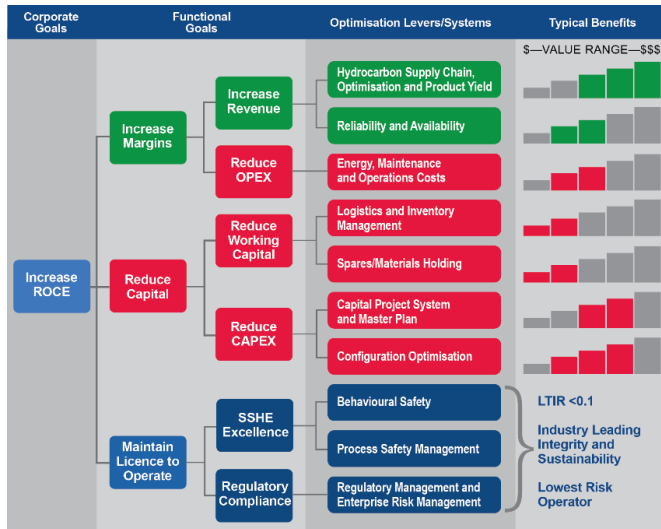 Corporate
Goals
Functional
Goals
Optimisation Levers/Systems
Typical Benefits
$—VALUE RANGE—$$$
Increase
ROCE
Increase
Margins
Increase
Revenue
Hydrocarbon Supply Chain,
Optimisation and Product Yield
Reliability and Availability
Reduce
OPEX
Energy, Maintenance
and Operations Costs
Reduce
Capital
Reduce
Working
Capital
Logistics and Inventory
Management
Spares/Materials Holding
Reduce
CAPEX
Capital Project System
and Master Plan
Configuration Optimisation
Maintain
Licence to
Operate
SSHE
Excellence
Behavioural Safety
Process Safety Management
Regulatory
Compliance
Regulatory Management and
Enterprise Risk Management
LTIR <0.1
Industry Leading
Integrity and
Sustainability
Lowest Risk
Operator